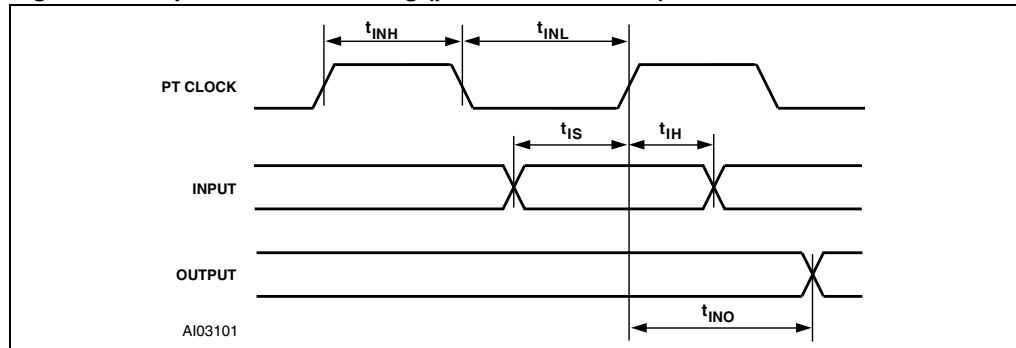 tINH
tINL
PT CLOCK
tIS
tIH
INPUT
OUTPUT
tINO
AI03101